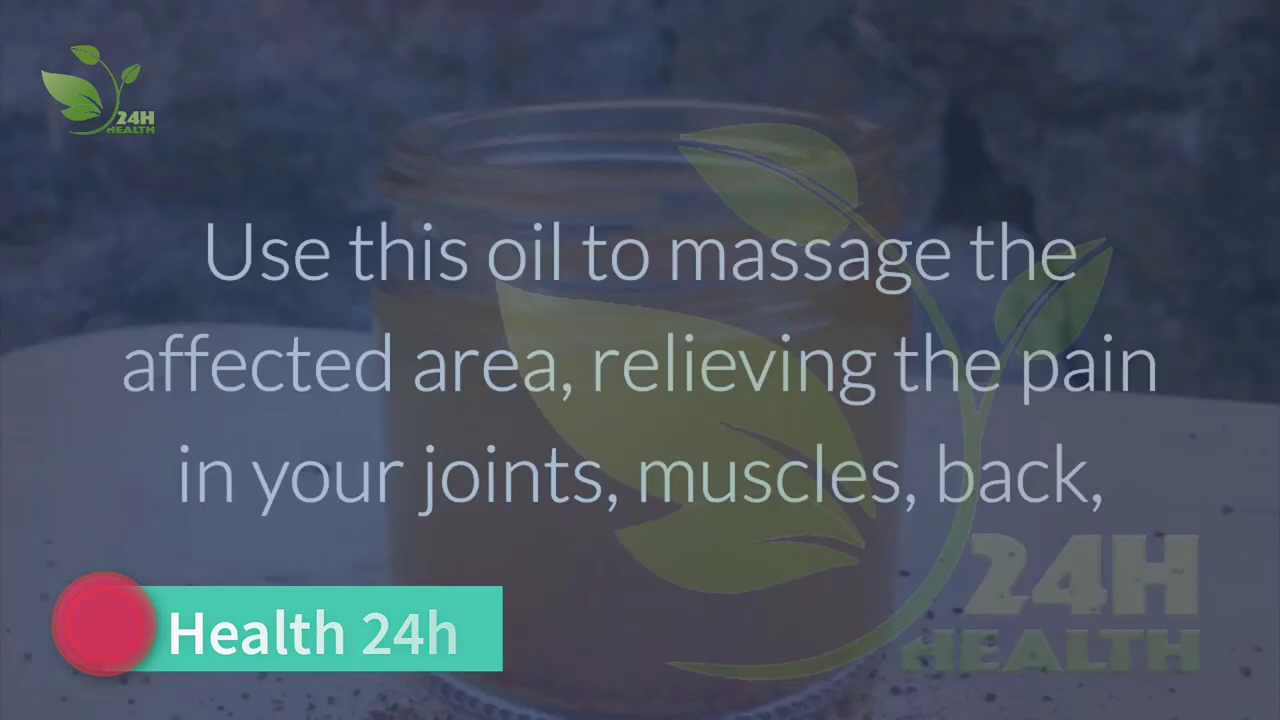 24H
HEALTH
Use this oil to massage the
affected area, relieving the pain
in your joints, muscles, back,
24H
HEALTH
Health 24h